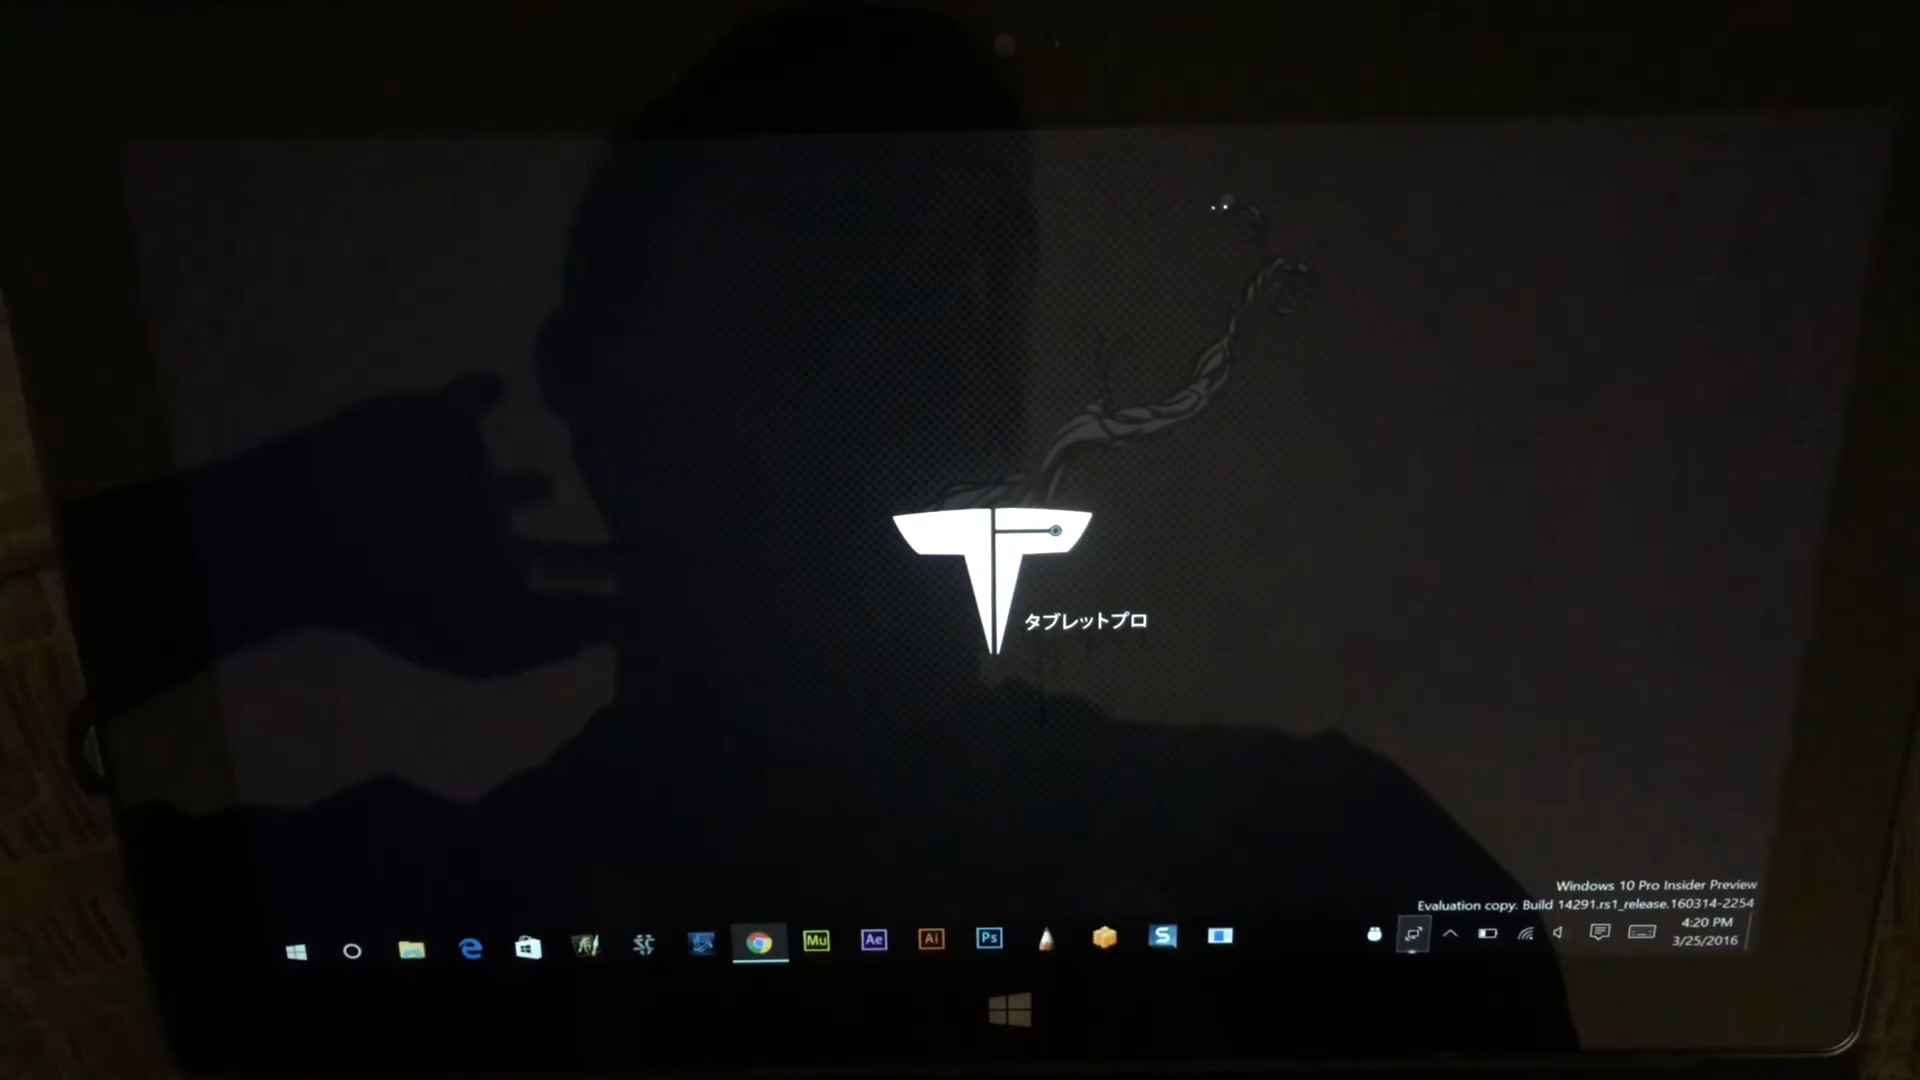 タブレットプロ
Windows 10 Pro Insider Preview
Evaluation copy. Build 14291.rs1_release.160314-2254
Mu
Ae
Ai
Ps
S
4:20 PM
3/25/2016